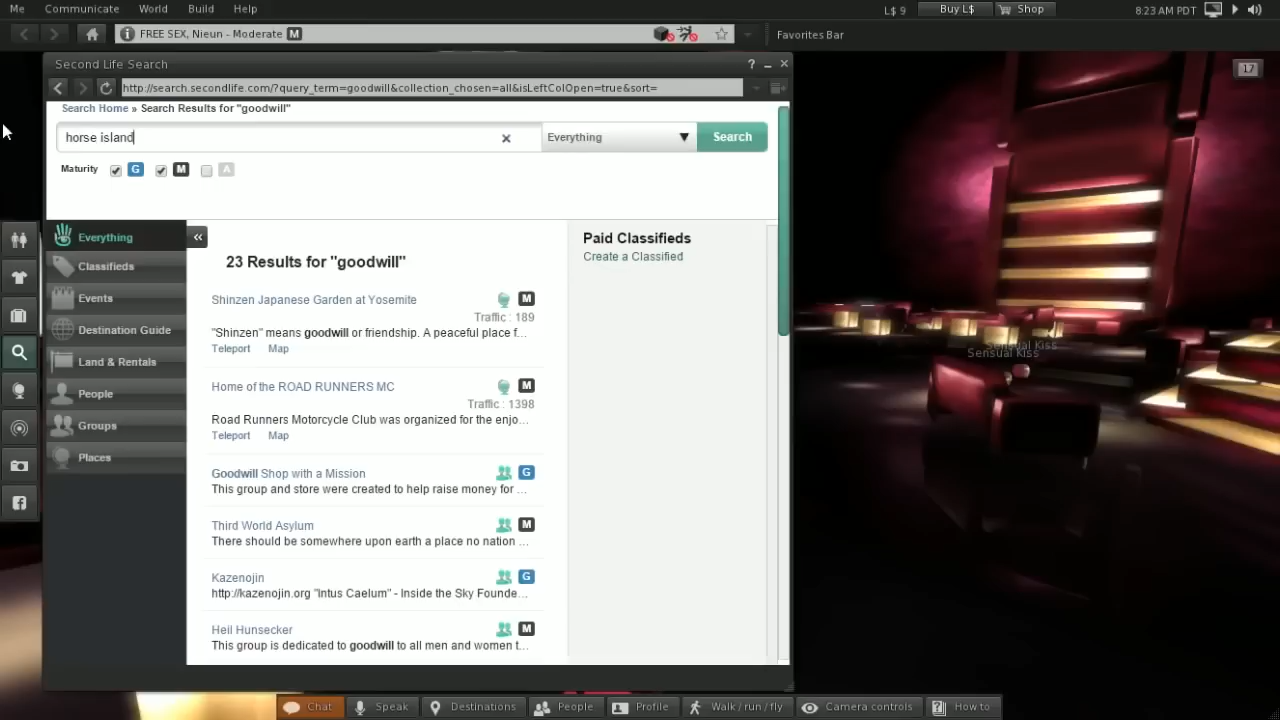 Me Communicate World Build Help L$ 9 Buy L$ Shop 8:23 AM PDT
FREE SEX, Nieun - Moderate M Favorites Bar
Second Life Search ? 17
http://search.secondlife.com/?query_term=goodwill&collection_chosen=all&isLeftColOpen=true&sort=
Search Home » Search Results for "goodwill"
horse island Everything Search
Maturity G M A
Everything
Classifieds
Events
Destination Guide
Land & Rentals
People
Groups
Places
«
23 Results for "goodwill"
Shinzen Japanese Garden at Yosemite M
Traffic : 189
"Shinzen" means goodwill or friendship. A peaceful place f...
Teleport Map
Home of the ROAD RUNNERS MC M
Traffic : 1398
Road Runners Motorcycle Club was organized for the enjo...
Teleport Map
Goodwill Shop with a Mission G
This group and store were created to help raise money for ...
Third World Asylum M
There should be somewhere upon earth a place no nation ...
Kazenojin G
http://kazenojin.org "Intus Caelum" - Inside the Sky Founde...
Heil Hunsecker M
This group is dedicated to goodwill to all men and women t...
Paid Classifieds
Create a Classified
Sensual Kiss
Sensual Kiss
Chat Speak Destinations People Profile Walk / run / fly Camera controls How to